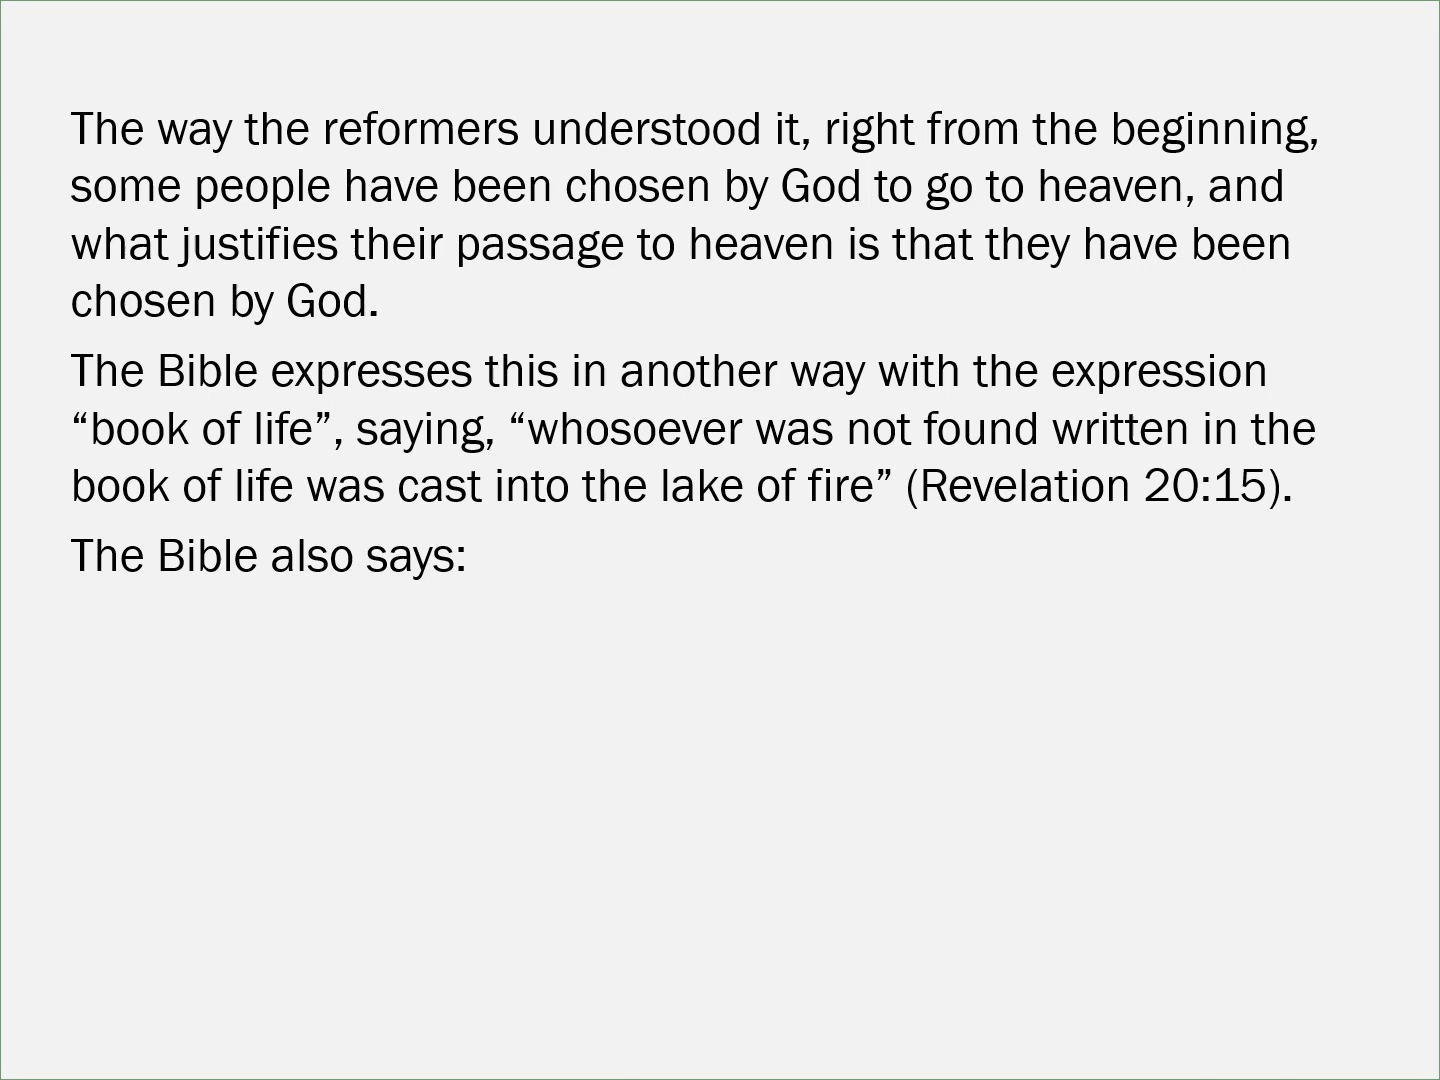 The way the reformers understood it, right from the beginning,
some people have been chosen by God to go to heaven, and
what justifies their passage to heaven is that they have been
chosen by God.
The Bible expresses this in another way with the expression
“book of life”, saying, “whosoever was not found written in the
book of life was cast into the lake of fire” (Revelation 20:15).
The Bible also says: